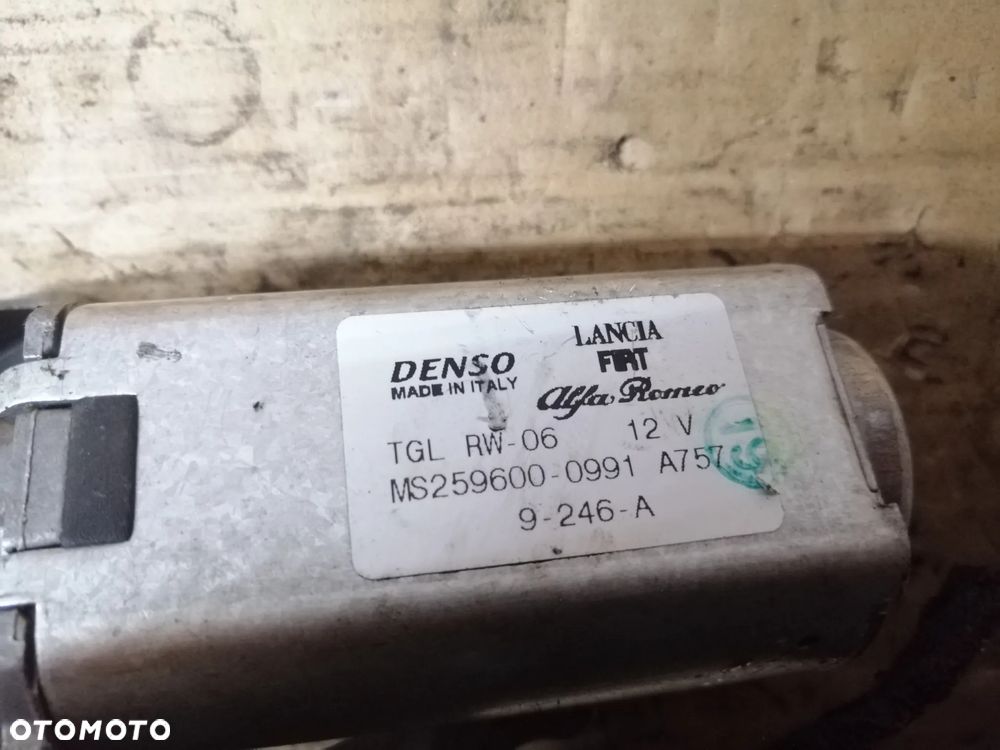 LANCIA
DENSO FIAT
MADE IN ITALY Alfa Romeo
TGL RW-06 12 V
MS259600-0991 A757
9-246-A
OTOMOTO